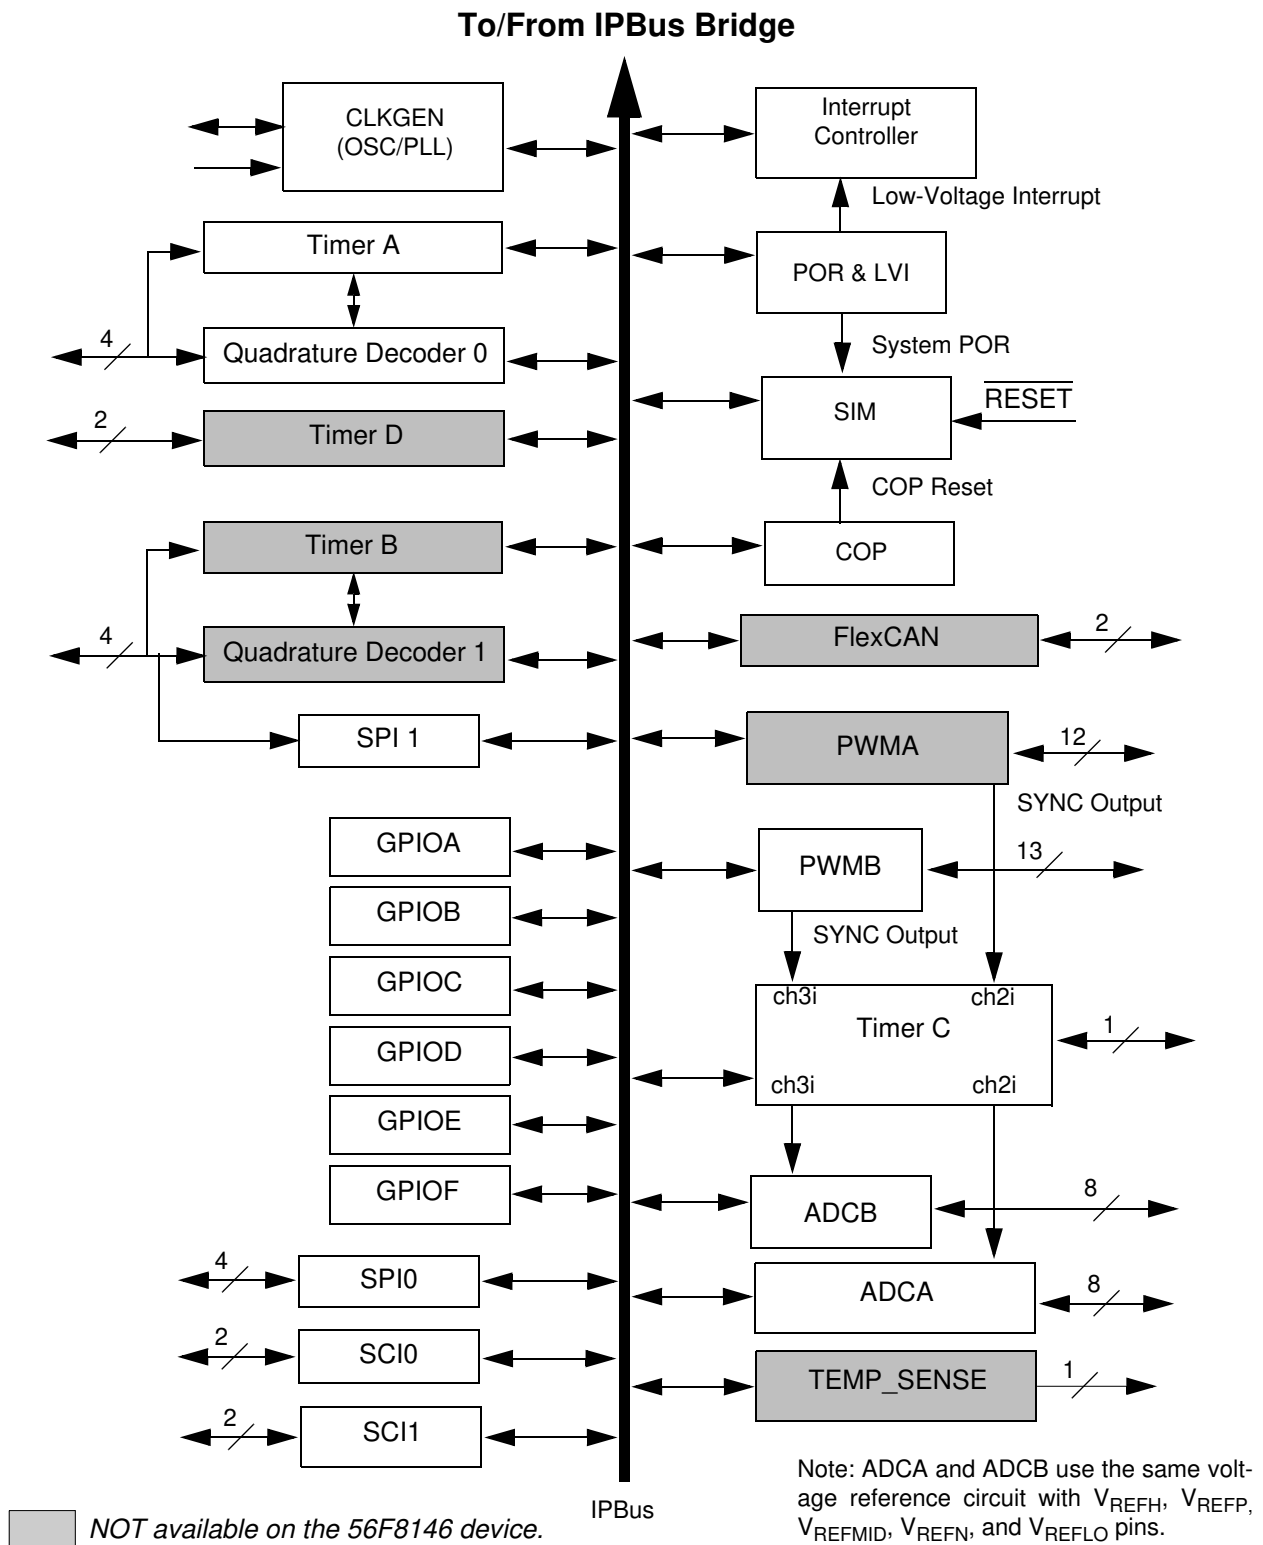 To/From IPBus Bridge
CLKGEN
(OSC/PLL)
Interrupt
Controller
Low-Voltage Interrupt
Timer A
POR & LVI
4
Quadrature Decoder 0
System POR
2
Timer D
SIM
RESET
COP Reset
Timer B
COP
4
Quadrature Decoder 1
FlexCAN
2
SPI 1
PWMA
12
SYNC Output
GPIOA
PWMB
13
GPIOB
SYNC Output
GPIOC
ch3i
ch2i
Timer C
1
GPIOD
ch3i
ch2i
GPIOE
GPIOF
ADCB
8
4
SPI0
ADCA
8
2
SCI0
TEMP_SENSE
1
2
SCI1
Note: ADCA and ADCB use the same volt-
age reference circuit with VREFH, VREFP,
VREFMID, VREFN, and VREFLO pins.
IPBus
NOT available on the 56F8146 device.